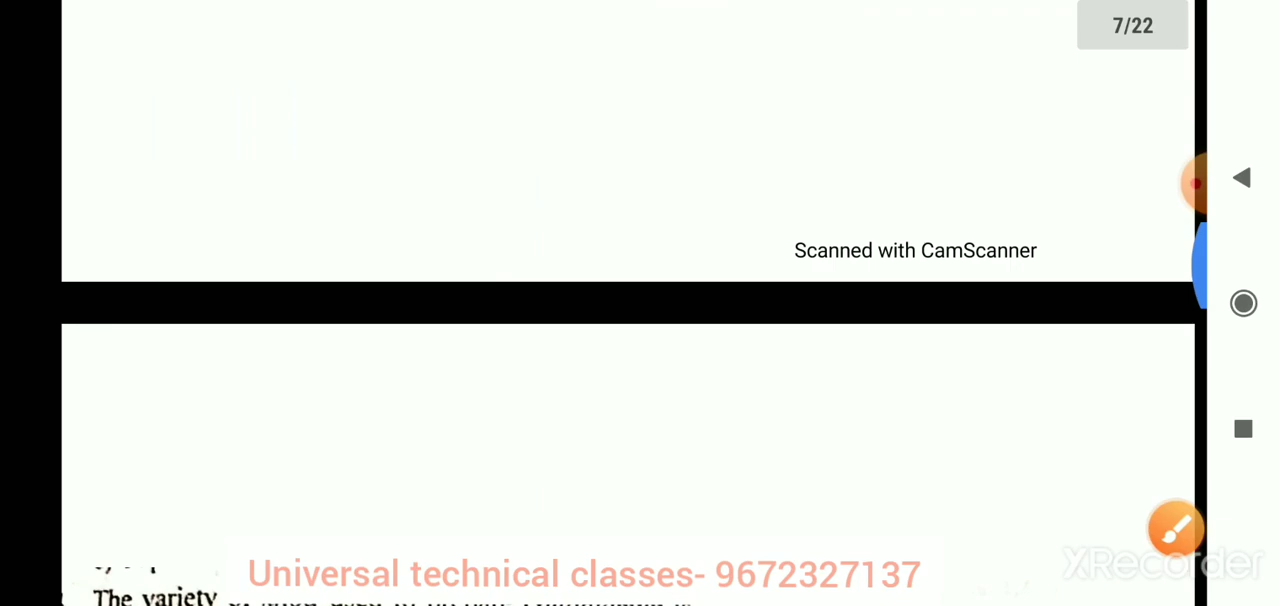 7/22
Scanned with CamScanner
Universal technical classes- 9672327137
XRecorder
The variety